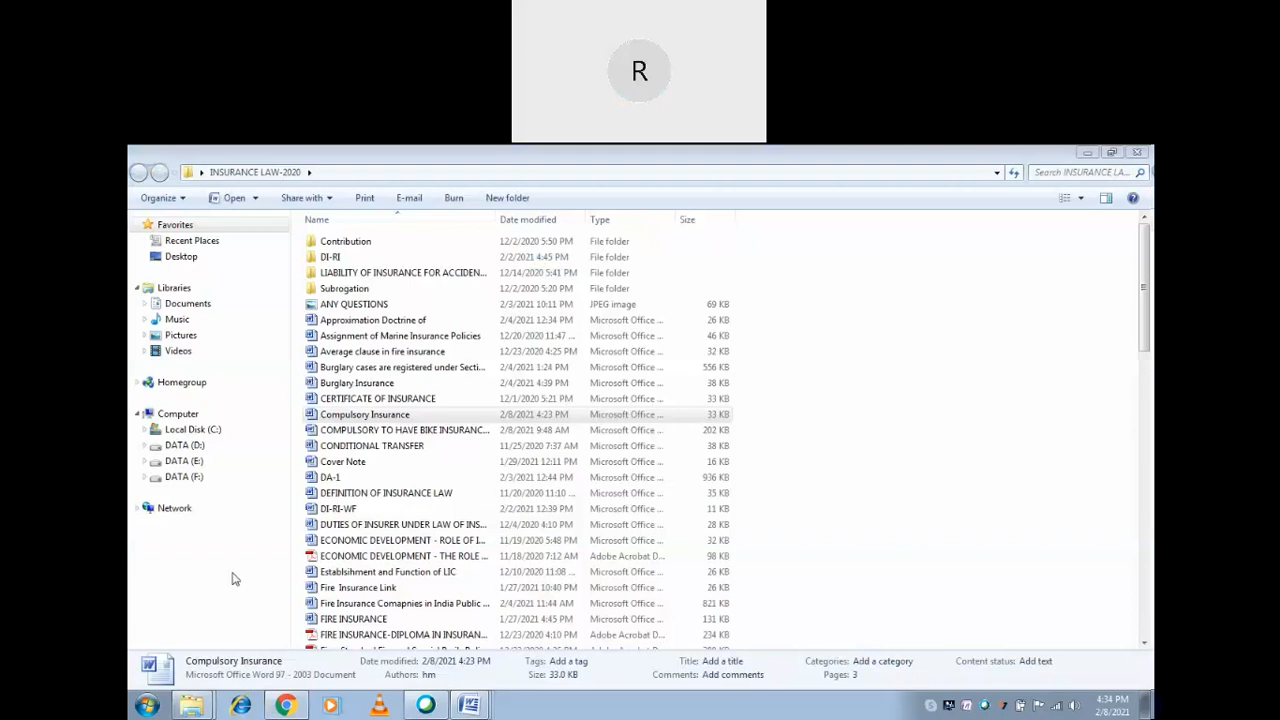 R
INSURANCE LAW-2020
Search INSURANCE LA...
Organize Open Share with Print E-mail Burn New folder
Favorites
Recent Places
Desktop
Libraries
Documents
Music
Pictures
Videos
Homegroup
Computer
Local Disk (C:)
DATA (D:)
DATA (E:)
DATA (F:)
Network
Name Date modified Type Size
Contribution 12/2/2020 5:50 PM File folder
DI-RI 2/2/2021 4:45 PM File folder
LIABILITY OF INSURANCE FOR ACCIDEN... 12/14/2020 5:41 PM File folder
Subrogation 12/2/2020 5:20 PM File folder
ANY QUESTIONS 2/3/2021 10:11 PM JPEG image 69 KB
Approximation Doctrine of 2/4/2021 12:34 PM Microsoft Office ... 26 KB
Assignment of Marine Insurance Policies 12/20/2020 11:47 ... Microsoft Office ... 46 KB
Average clause in fire insurance 12/23/2020 4:25 PM Microsoft Office ... 32 KB
Burglary cases are registered under Secti... 2/4/2021 1:24 PM Microsoft Office ... 556 KB
Burglary Insurance 2/4/2021 4:39 PM Microsoft Office ... 38 KB
CERTIFICATE OF INSURANCE 12/1/2020 5:21 PM Microsoft Office ... 33 KB
Compulsory Insurance 2/8/2021 4:23 PM Microsoft Office ... 33 KB
COMPULSORY TO HAVE BIKE INSURANC... 2/8/2021 9:48 AM Microsoft Office ... 202 KB
CONDITIONAL TRANSFER 11/25/2020 7:37 AM Microsoft Office ... 38 KB
Cover Note 1/29/2021 12:11 PM Microsoft Office ... 16 KB
DA-1 2/3/2021 12:44 PM Microsoft Office ... 936 KB
DEFINITION OF INSURANCE LAW 11/20/2020 11:10 ... Microsoft Office ... 35 KB
DI-RI-WF 2/2/2021 12:39 PM Microsoft Office ... 11 KB
DUTIES OF INSURER UNDER LAW OF INS... 12/4/2020 4:10 PM Microsoft Office ... 28 KB
ECONOMIC DEVELOPMENT - ROLE OF I... 11/19/2020 5:48 PM Microsoft Office ... 32 KB
ECONOMIC DEVELOPMENT - THE ROLE ... 11/18/2020 7:12 AM Adobe Acrobat D... 98 KB
Establsihment and Function of LIC 12/10/2020 11:08 ... Microsoft Office ... 26 KB
Fire Insurance Link 1/27/2021 10:40 PM Microsoft Office ... 26 KB
Fire Insurance Comapnies in India Public ... 2/4/2021 11:44 AM Microsoft Office ... 821 KB
FIRE INSURANCE 1/27/2021 4:45 PM Microsoft Office ... 131 KB
FIRE INSURANCE-DIPLOMA IN INSURAN... 12/23/2020 4:10 PM Adobe Acrobat D... 234 KB
Compulsory Insurance Date modified: 2/8/2021 4:23 PM Tags: Add a tag Title: Add a title Categories: Add a category Content status: Add text
Microsoft Office Word 97 - 2003 Document Authors: hm Size: 33.0 KB Comments: Add comments Pages: 3
4:34 PM
2/8/2021